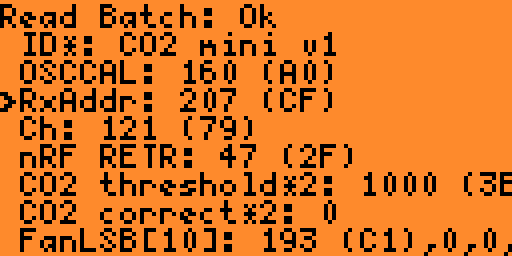 Read Batch: Ok
ID*: CO2 mini v1
OSCCAL: 160 (A0)
>RxAddr: 207 (CF)
Ch: 121 (79)
nRF RETR: 47 (2F)
CO2 threshold*2: 1000 (3E
CO2 correct*2: 0
FanLSB[10]: 193 (C1),0,0,